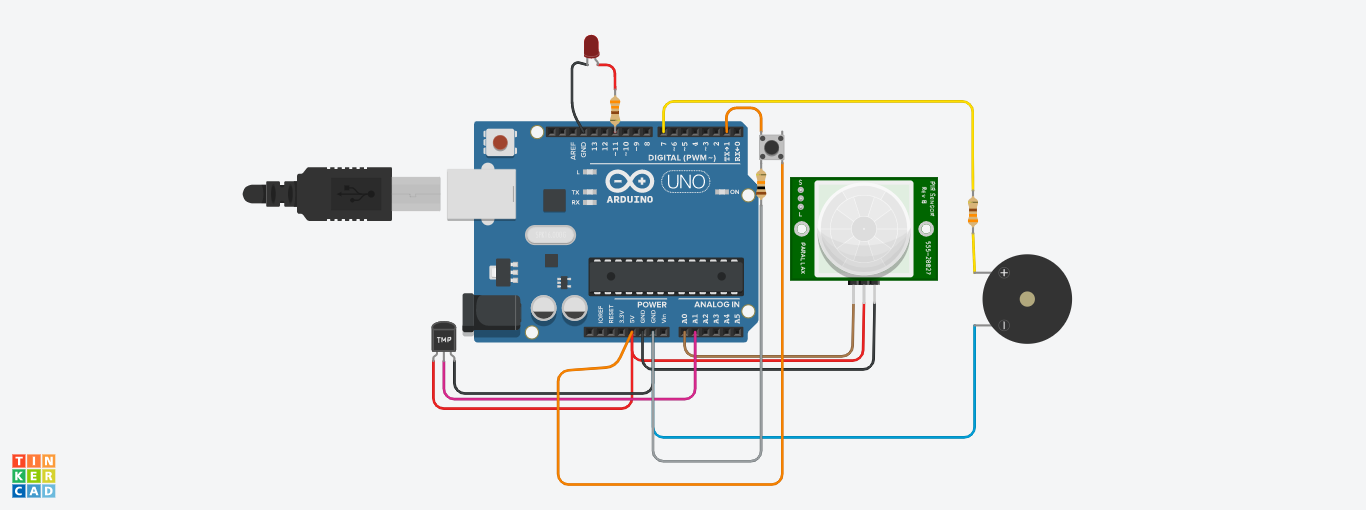 AREF
GND
13
12
~11
~10
~9
8
7
~6
~5
4
~3
2
TX→1
RX←0
DIGITAL (PWM~)
L
TX
RX
ARDUINO
UNO
ON
S
L
PARALLAX
PIR SENSOR
Rev B
555-28027
POWER
ANALOG IN
IOREF
RESET
3.3V
5V
GND
GND
Vin
A0
A1
A2
A3
A4
A5
TMP
TIN
KER
CAD